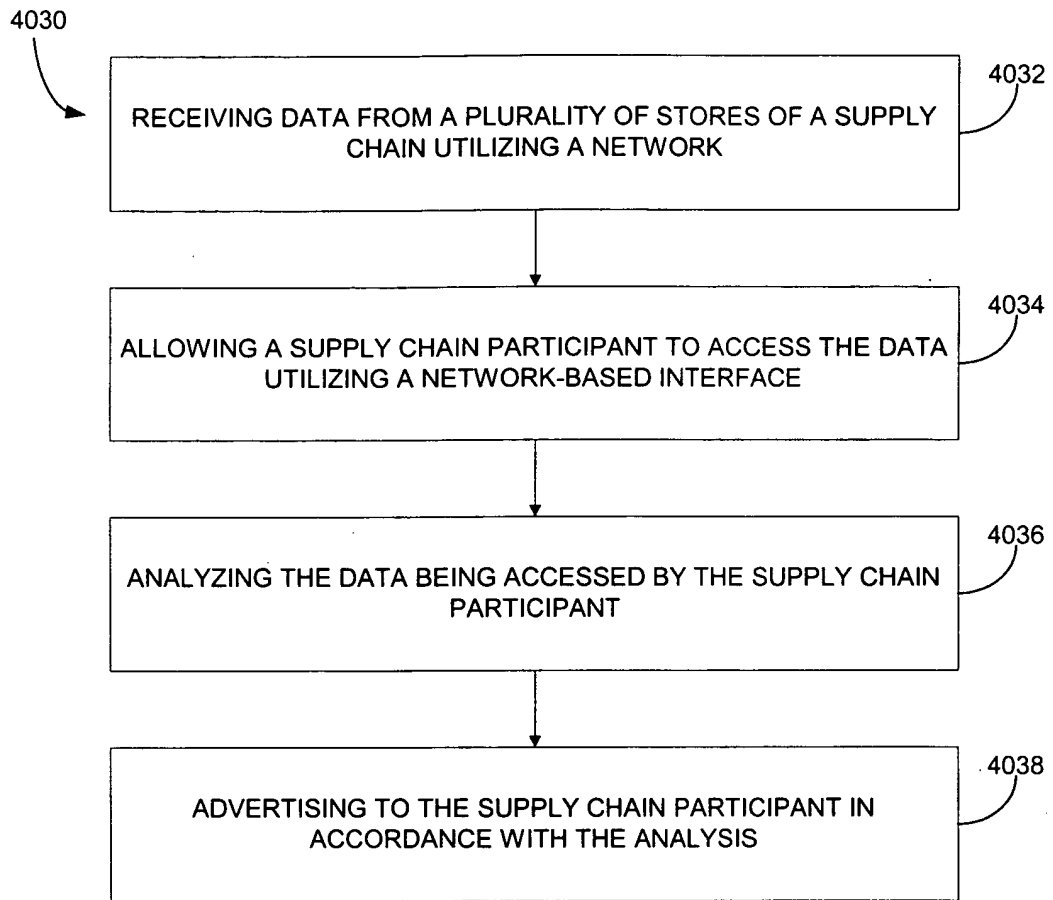 4030
4032
RECEIVING DATA FROM A PLURALITY OF STORES OF A SUPPLY
CHAIN UTILIZING A NETWORK
4034
ALLOWING A SUPPLY CHAIN PARTICIPANT TO ACCESS THE DATA
UTILIZING A NETWORK-BASED INTERFACE
4036
ANALYZING THE DATA BEING ACCESSED BY THE SUPPLY CHAIN
PARTICIPANT
4038
ADVERTISING TO THE SUPPLY CHAIN PARTICIPANT IN
ACCORDANCE WITH THE ANALYSIS